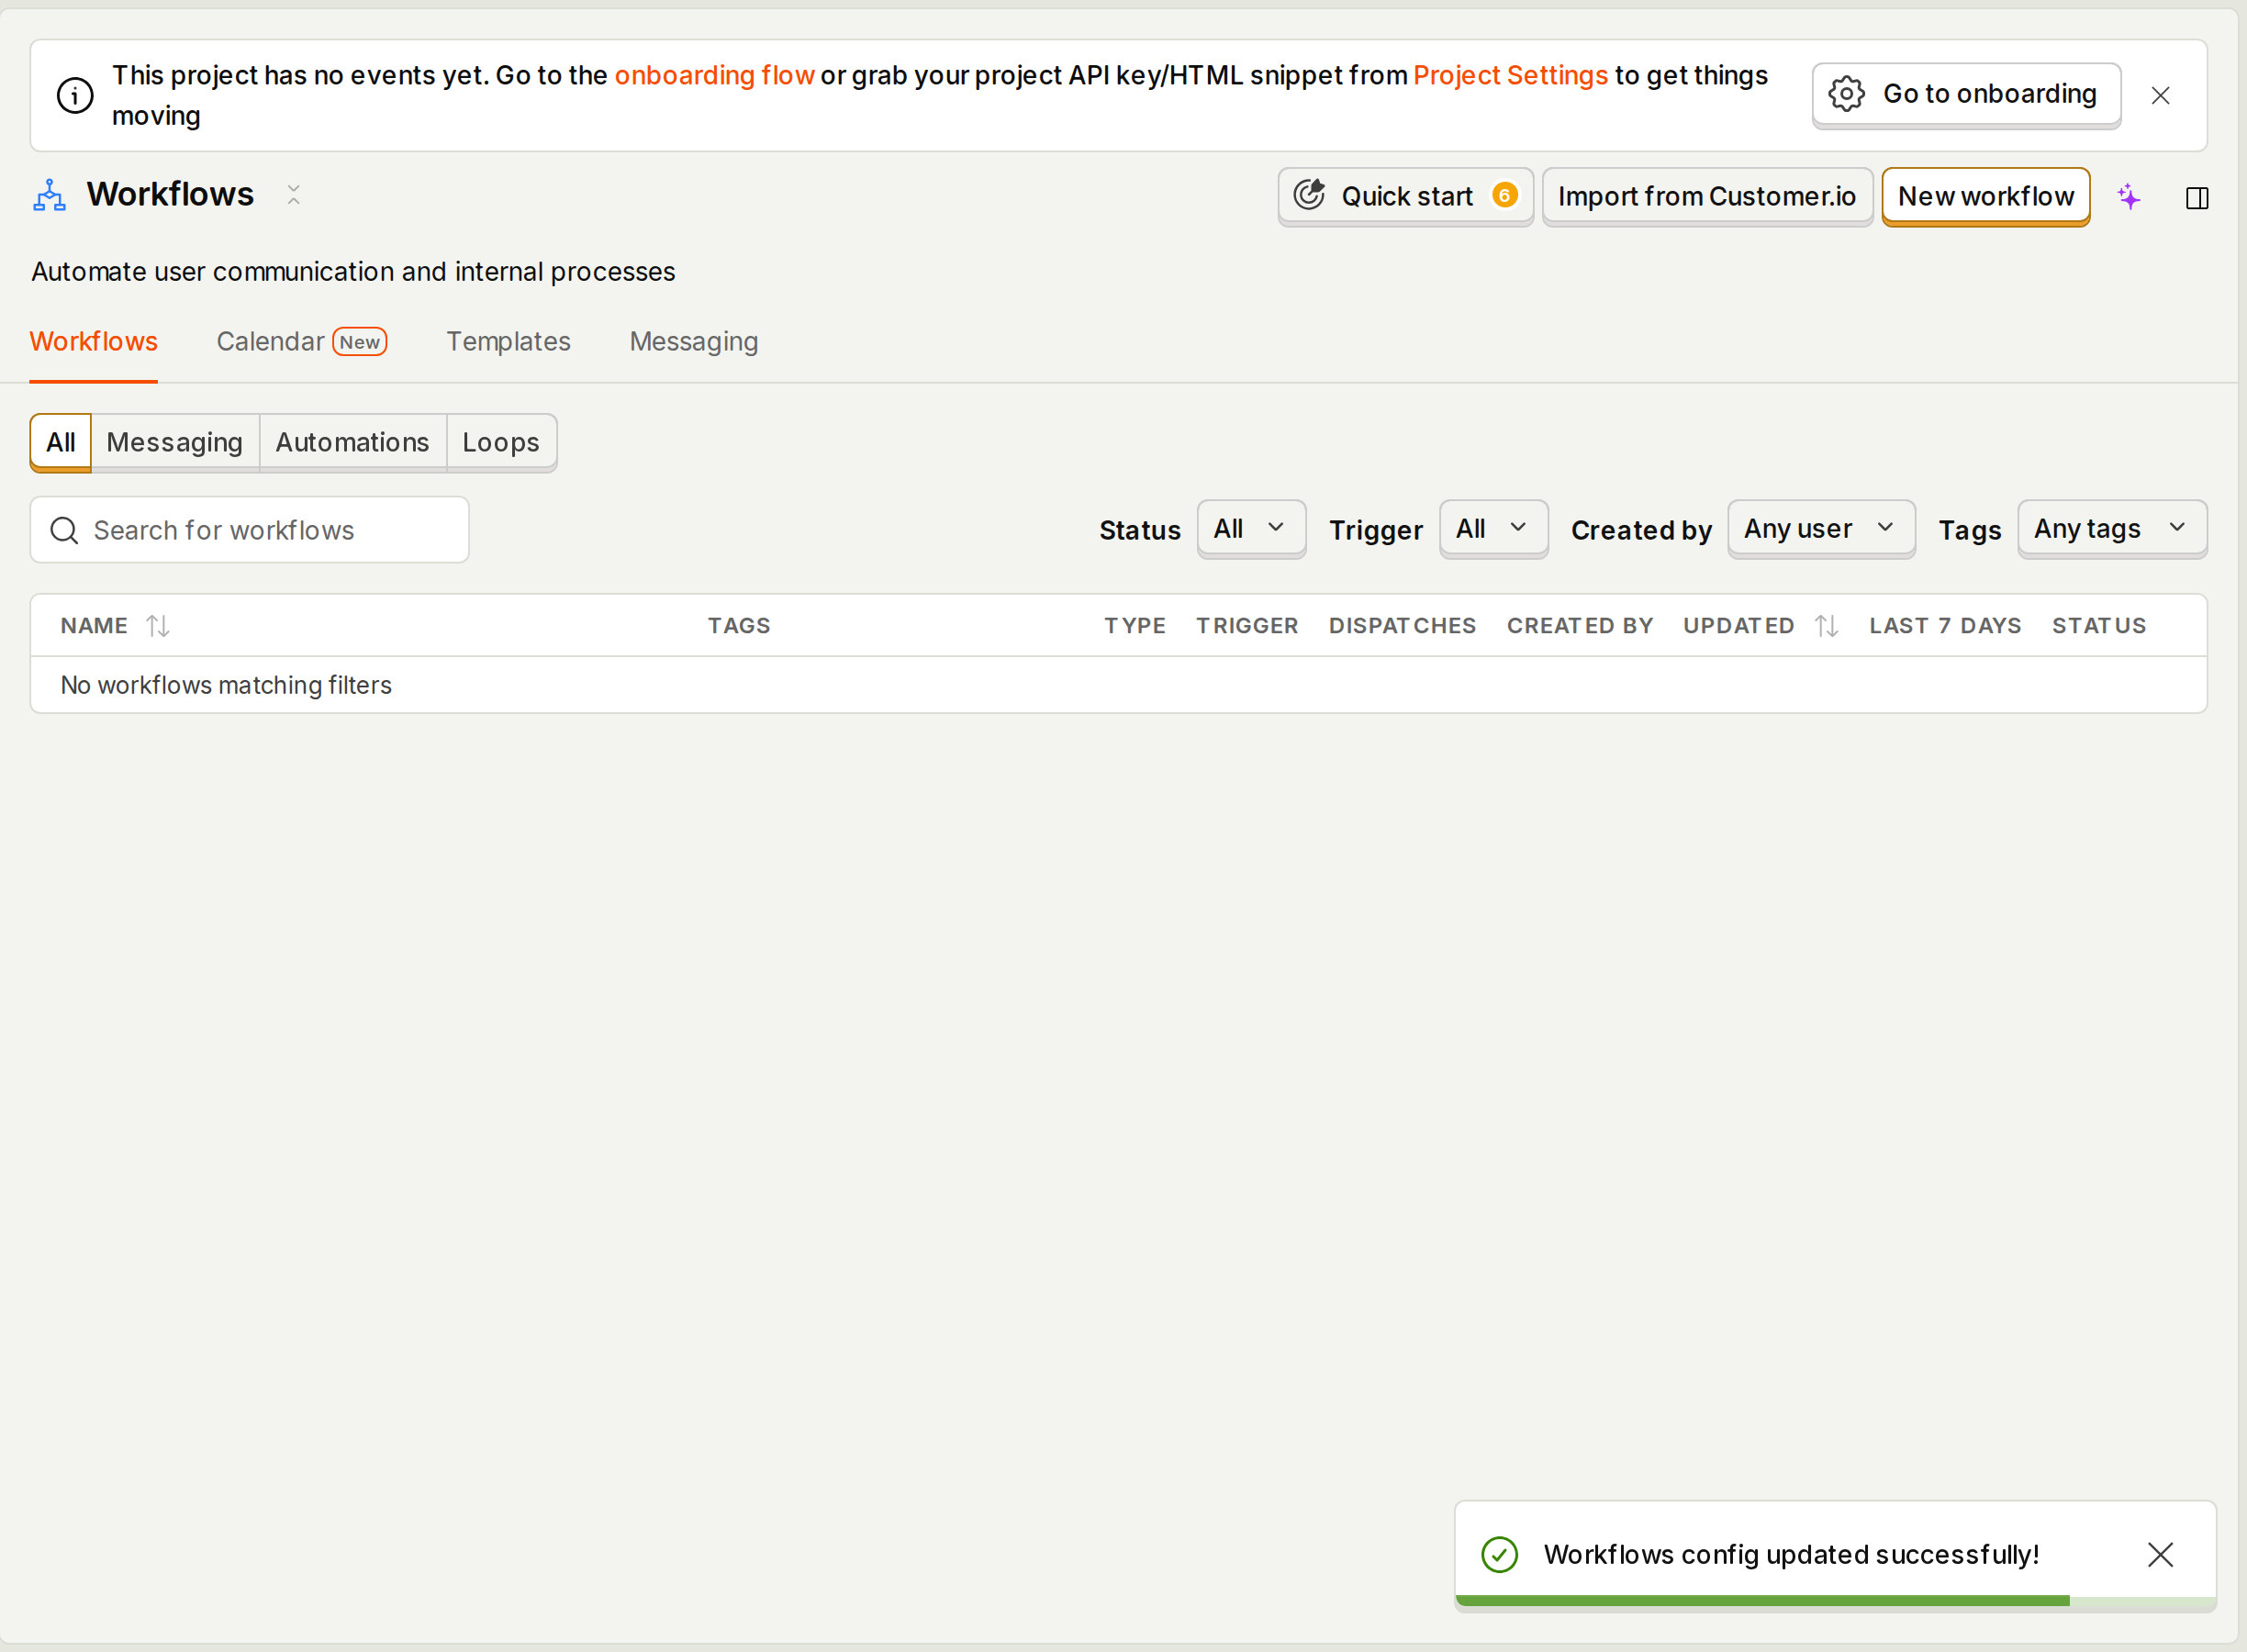 This project has no events yet. Go to the onboarding flow or grab your project API key/HTML snippet from Project Settings to get things
moving
Go to onboarding
Workflows
Quick start 6
Import from Customer.io
New workflow
Automate user communication and internal processes
Workflows
Calendar New
Templates
Messaging
All
Messaging
Automations
Loops
Search for workflows
Status All
Trigger All
Created by Any user
Tags Any tags
NAME TAGS TYPE TRIGGER DISPATCHES CREATED BY UPDATED LAST 7 DAYS STATUS
No workflows matching filters
Workflows config updated successfully!